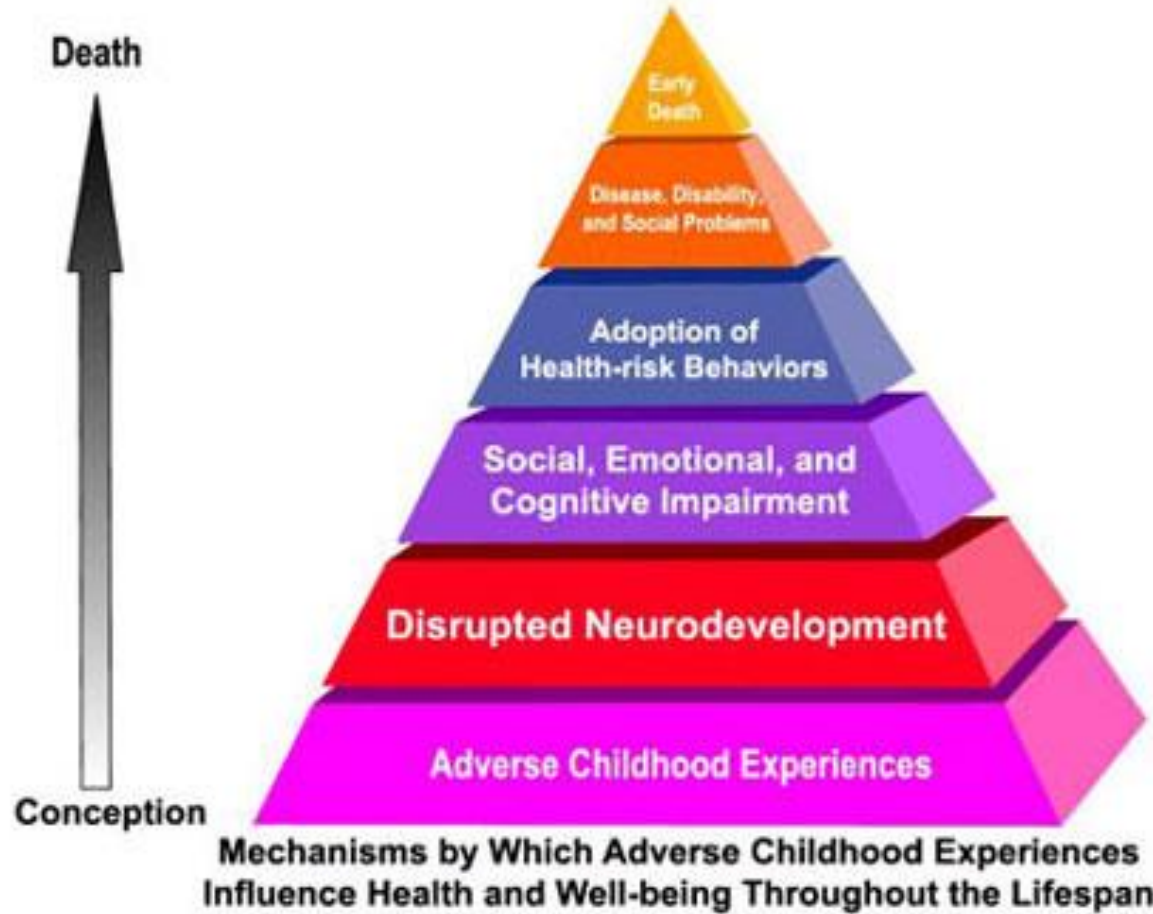 Death
Early
Death
Disease, Disability,
and Social Problems
Adoption of
Health-risk Behaviors
Social, Emotional, and
Cognitive Impairment
Disrupted Neurodevelopment
Adverse Childhood Experiences
Conception
Mechanisms by Which Adverse Childhood Experiences
Influence Health and Well-being Throughout the Lifespan